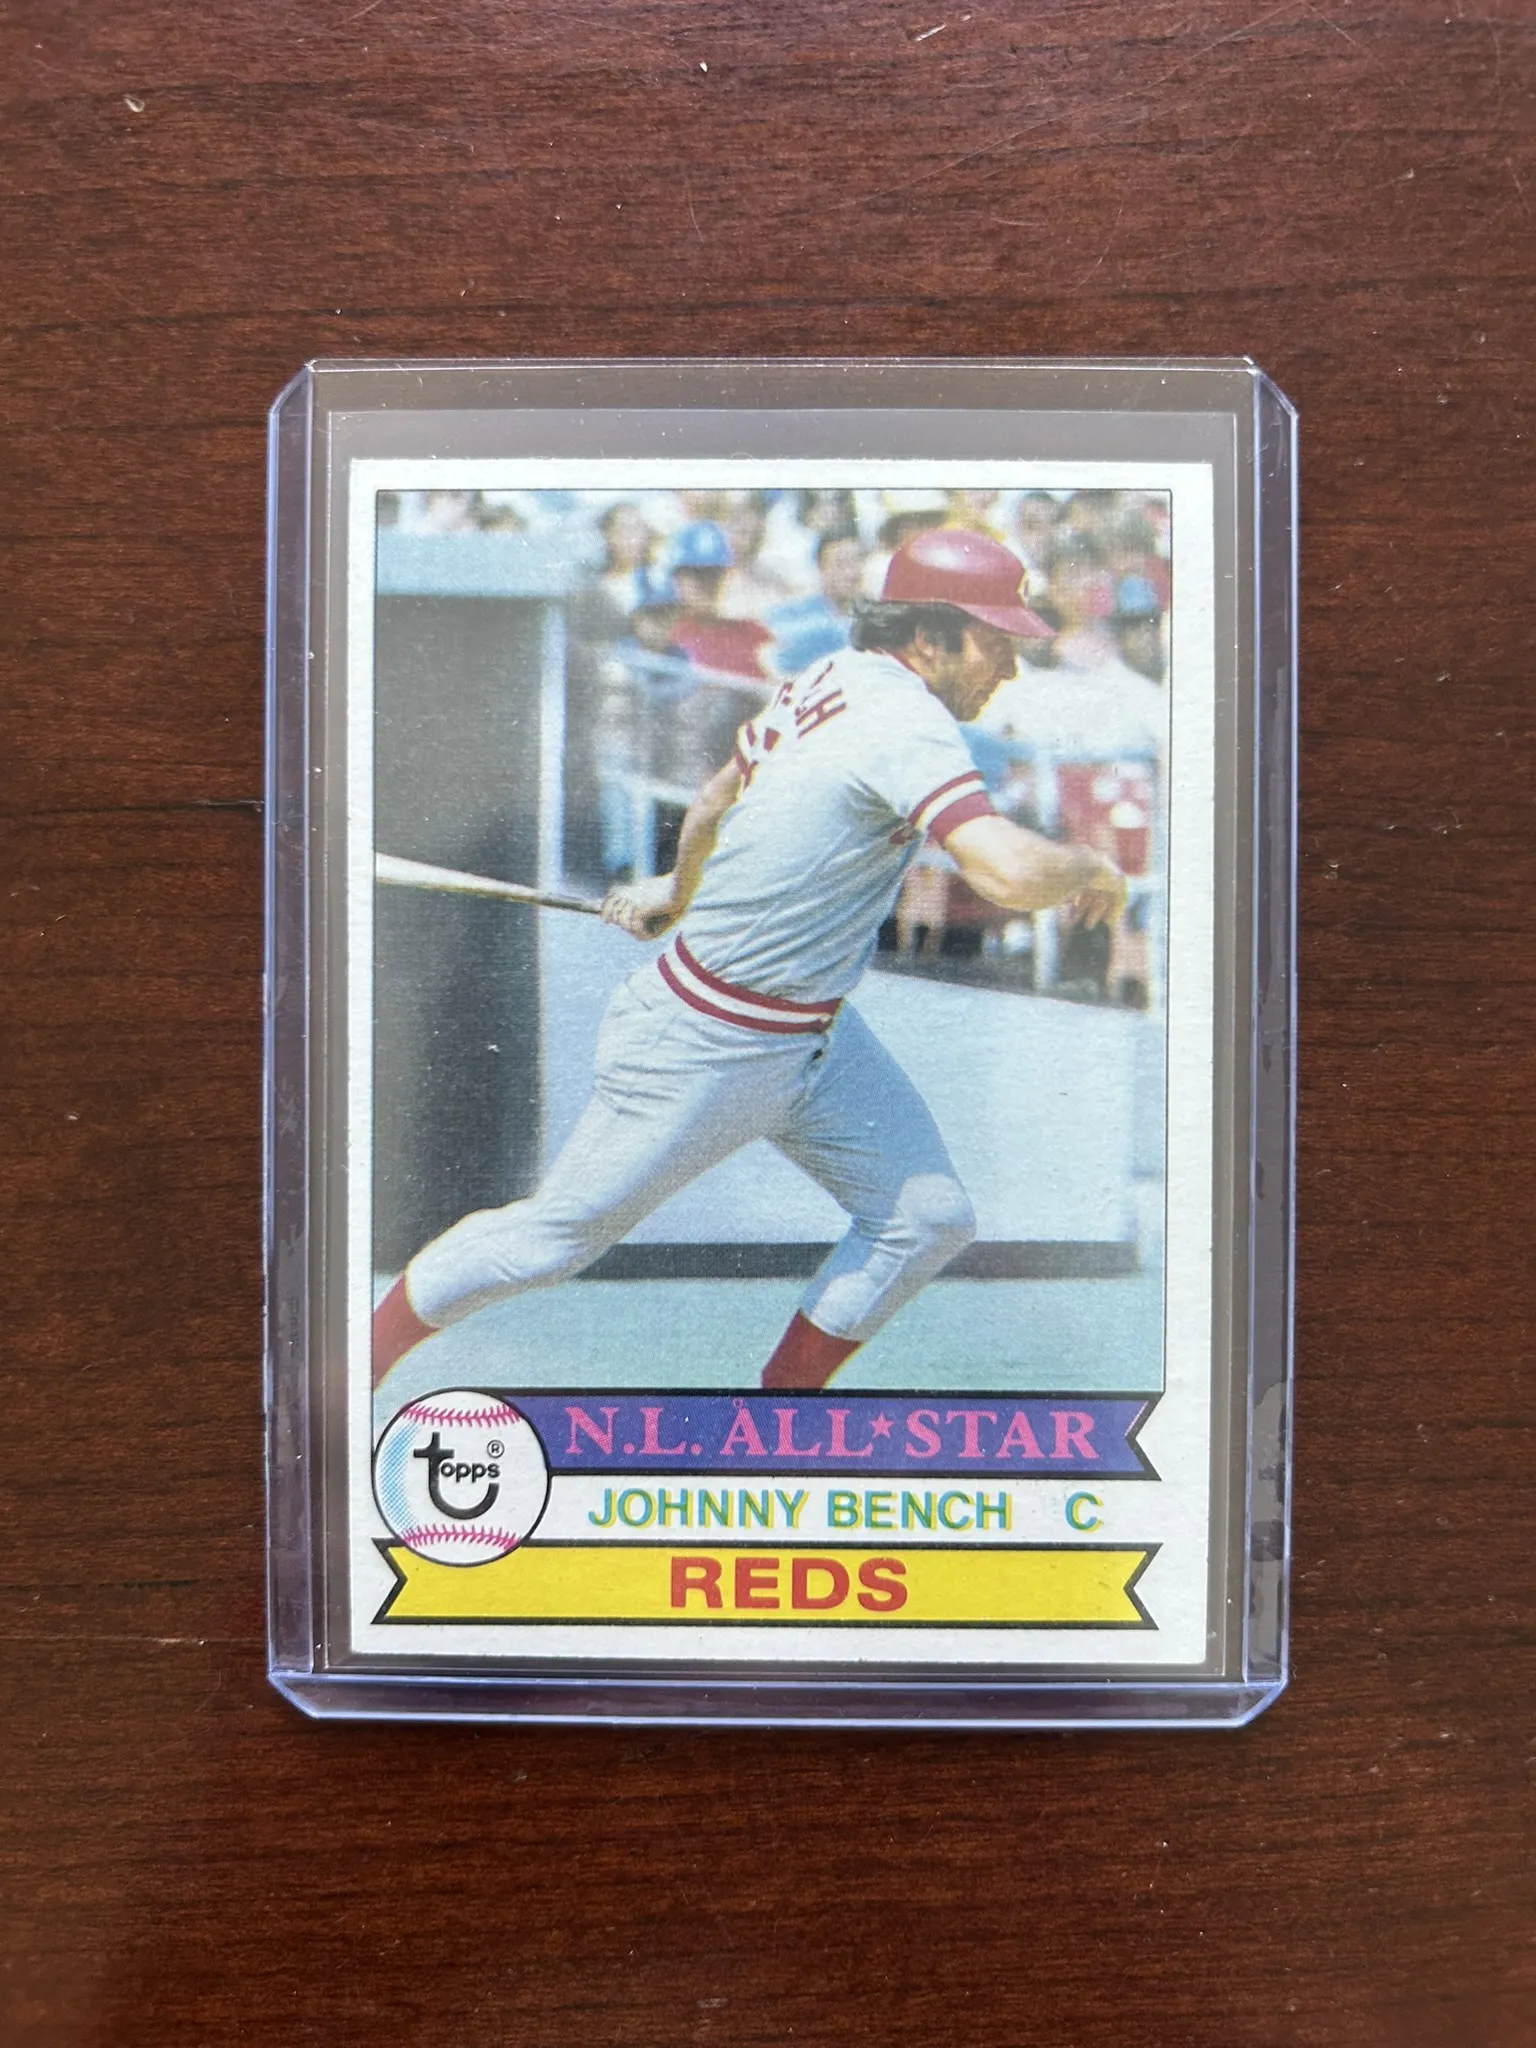 N.L. ALL★STAR
topps®
JOHNNY BENCH C
REDS